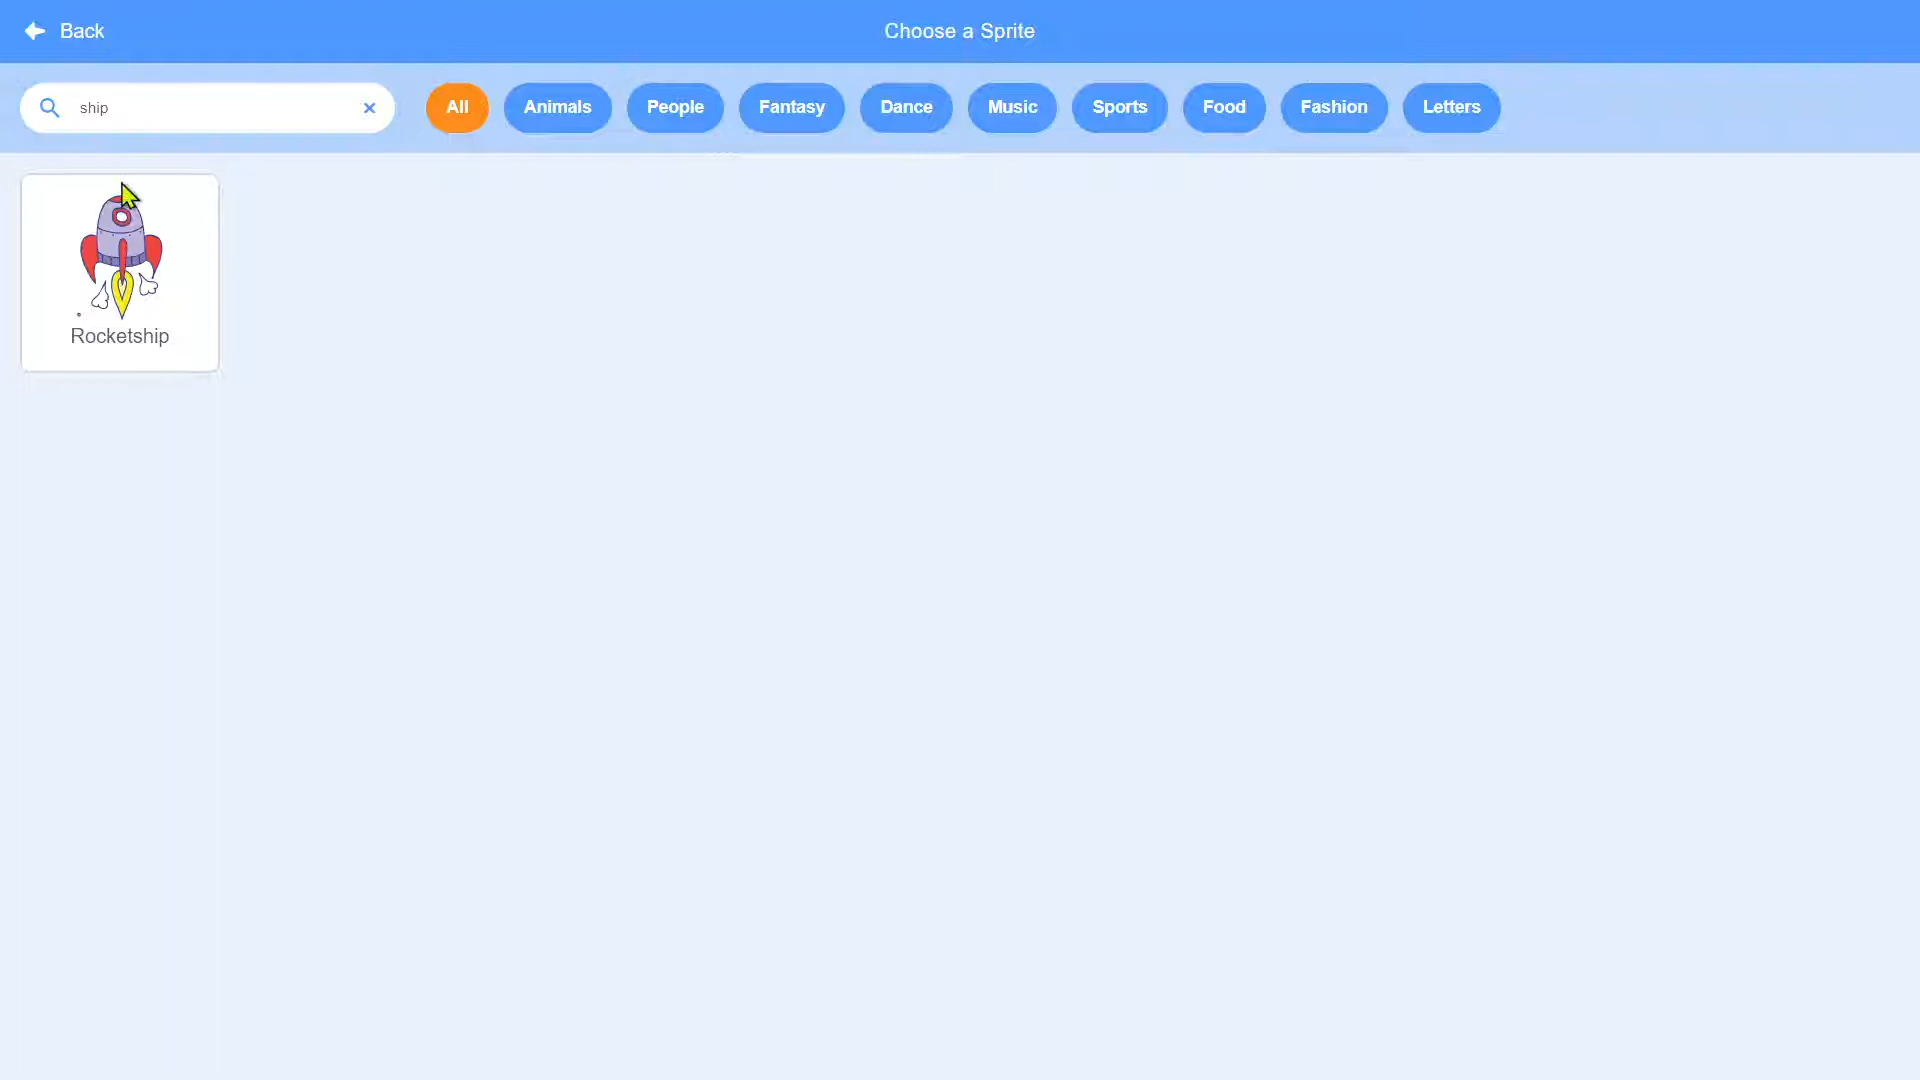 Back
Choose a Sprite
ship
All
Animals
People
Fantasy
Dance
Music
Sports
Food
Fashion
Letters
Rocketship